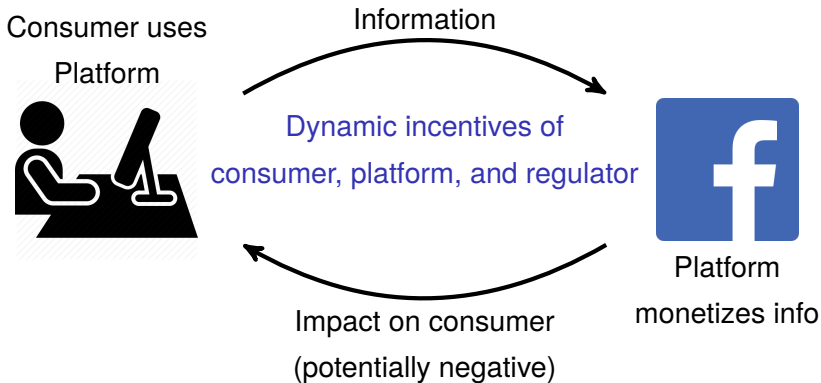 Information
Consumer uses
Platform
Dynamic incentives of
consumer, platform, and regulator
f
Platform
monetizes info
Impact on consumer
(potentially negative)